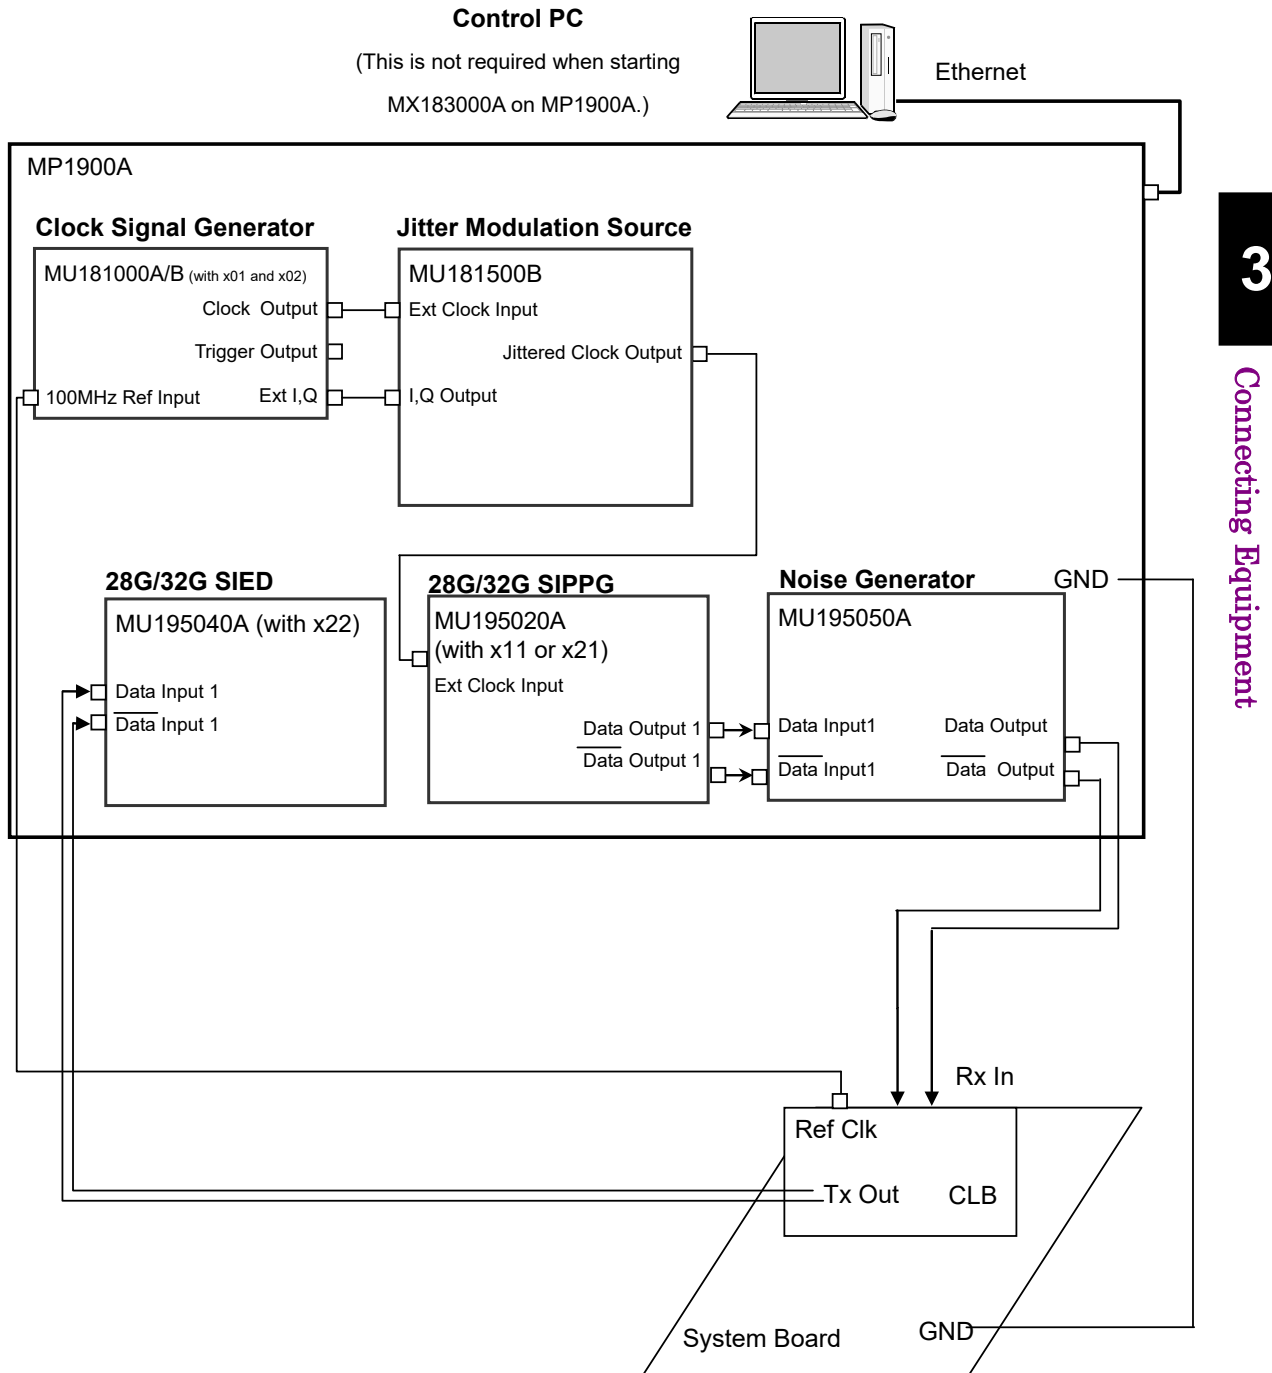 Control PC
(This is not required when starting
MX183000A on MP1900A.)
Ethernet
MP1900A
Clock Signal Generator
MU181000A/B (with x01 and x02)
Clock Output
Trigger Output
100MHz Ref Input
Ext I,Q
Jitter Modulation Source
MU181500B
Ext Clock Input
Jittered Clock Output
I,Q Output
3
Connecting Equipment
28G/32G SIED
MU195040A (with x22)
Data Input 1
Data Input 1
28G/32G SIPPG
MU195020A
(with x11 or x21)
Ext Clock Input
Data Output 1
Data Output 1
Noise Generator
MU195050A
Data Input1
Data Input1
Data Output
Data Output
GND
Rx In
Ref Clk
Tx Out
CLB
System Board
GND